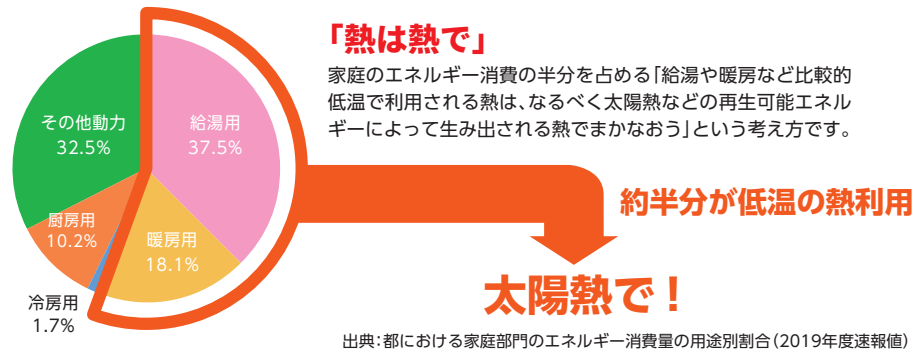 「熱は熱で」
家庭のエネルギー消費の半分を占める「給湯や暖房など比較的
低温で利用される熱は、なるべく太陽熱などの再生可能エネル
ギーによって生み出される熱でまかなおう」という考え方です。
その他動力
32.5%
給湯用
37.5%
厨房用
10.2%
暖房用
18.1%
冷房用
1.7%
約半分が低温の熱利用
太陽熱で！
出典:都における家庭部門のエネルギー消費量の用途別割合(2019年度速報値)